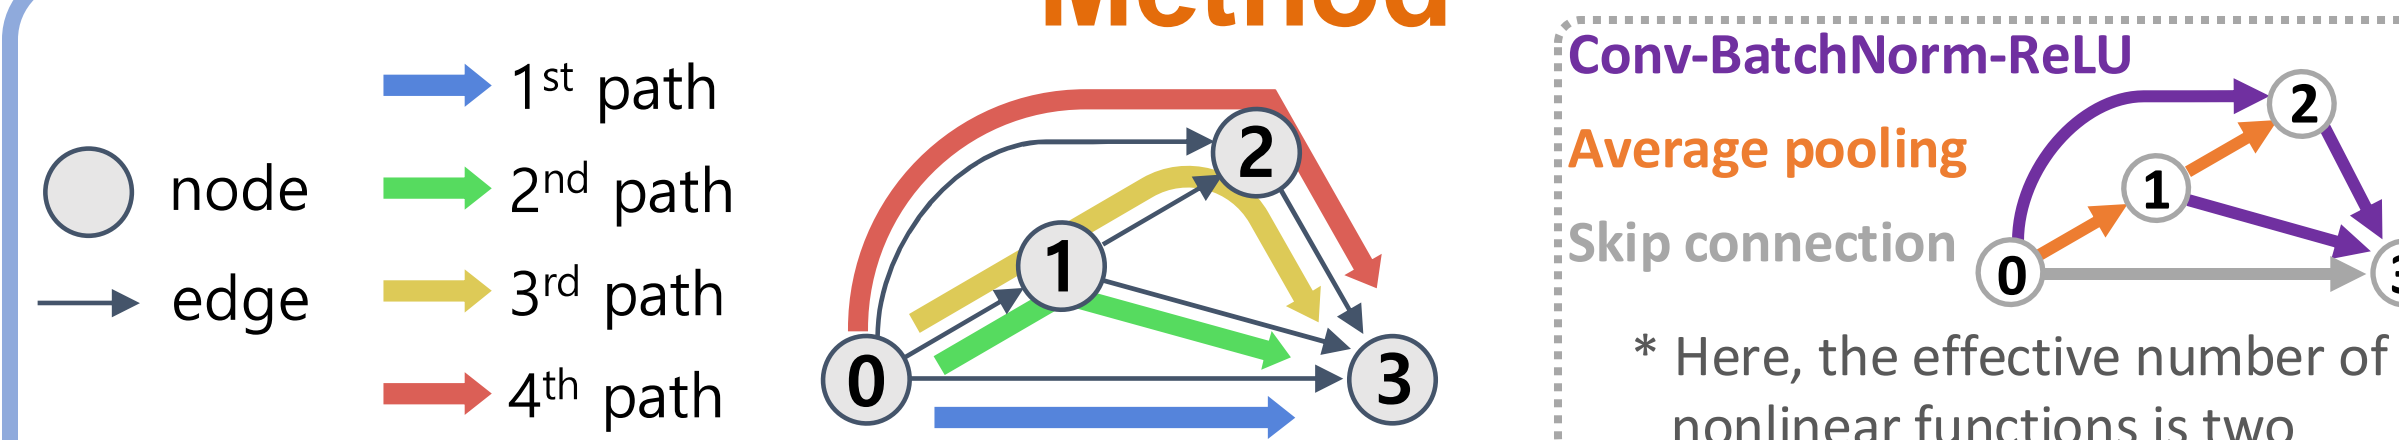 Method
node
edge
1st path
2nd path
3rd path
4th path
0
1
2
3
Conv-BatchNorm-ReLU
Average pooling
Skip connection
0
1
2
3
* Here, the effective number of
nonlinear functions is two